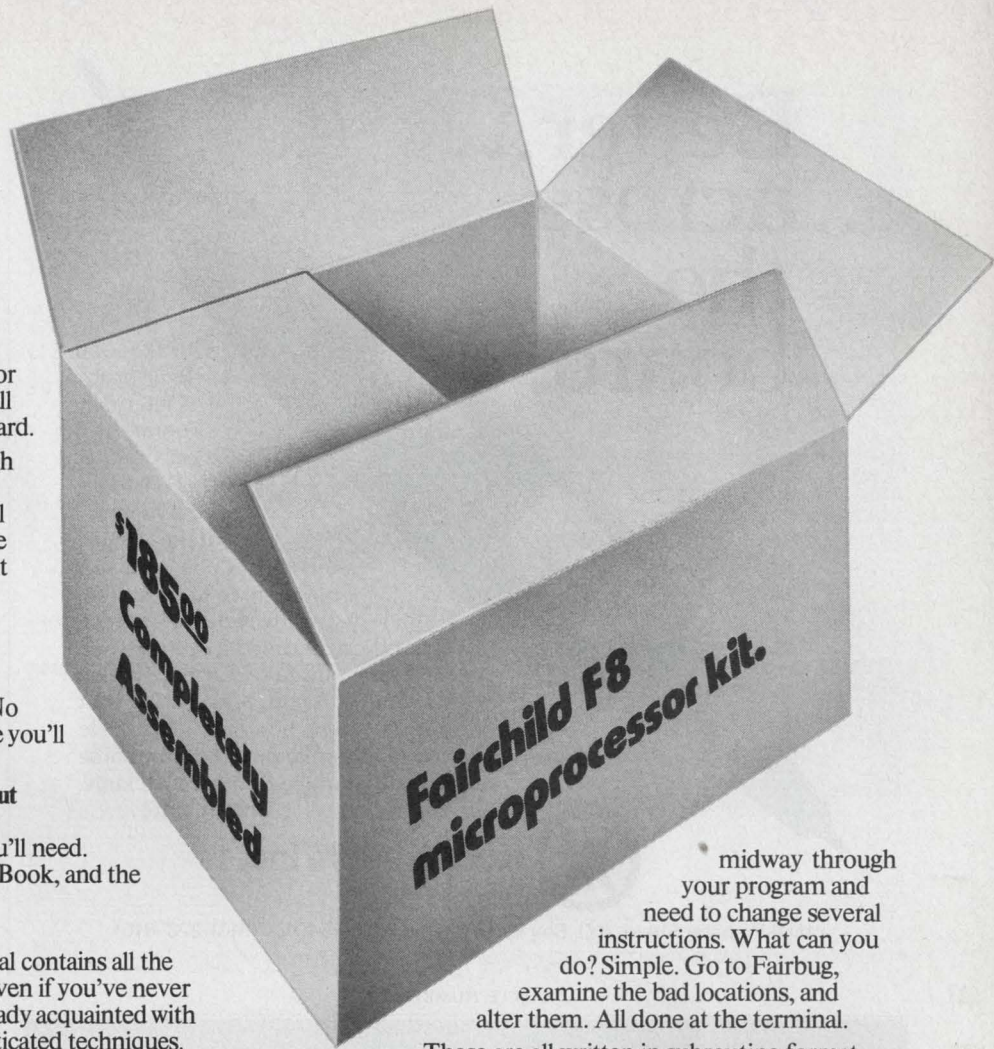 or
ll
ard.
h
l
e
t
No
e you'll
ut
u'll need.
Book, and the
al contains all the
ven if you've never
ady acquainted with
ticated techniques.
$185.00
Completely
Assembled
Fairchild F8
microprocessor kit.
midway through
your program and
need to change several
instructions. What can you
do? Simple. Go to Fairbug,
examine the bad locations, and
alter them. All done at the terminal.